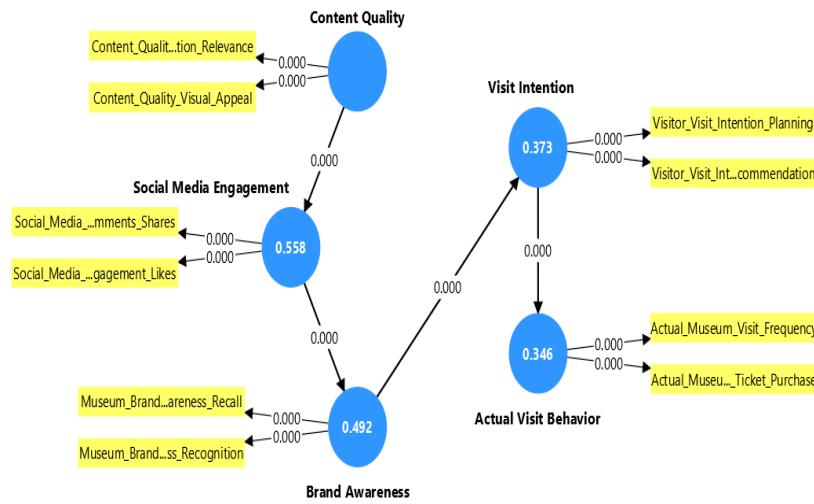 Content Quality
Content_Qualit...tion_Relevance
0.000
0.000
Content_Quality_Visual_Appeal
0.000
Social Media Engagement
Social_Media_...mments_Shares
0.000
0.558
0.000
Social_Media_...gagement_Likes
0.000
Museum_Brand...areness_Recall
0.000
0.492
0.000
Museum_Brand...ss_Recognition
Brand Awareness
0.000
Visit Intention
0.373
0.000
Visitor_Visit_Intention_Planning
0.000
Visitor_Visit_Int...commendation
0.000
0.346
0.000
Actual_Museum_Visit_Frequency
0.000
Actual_Museu..._Ticket_Purchase
Actual Visit Behavior